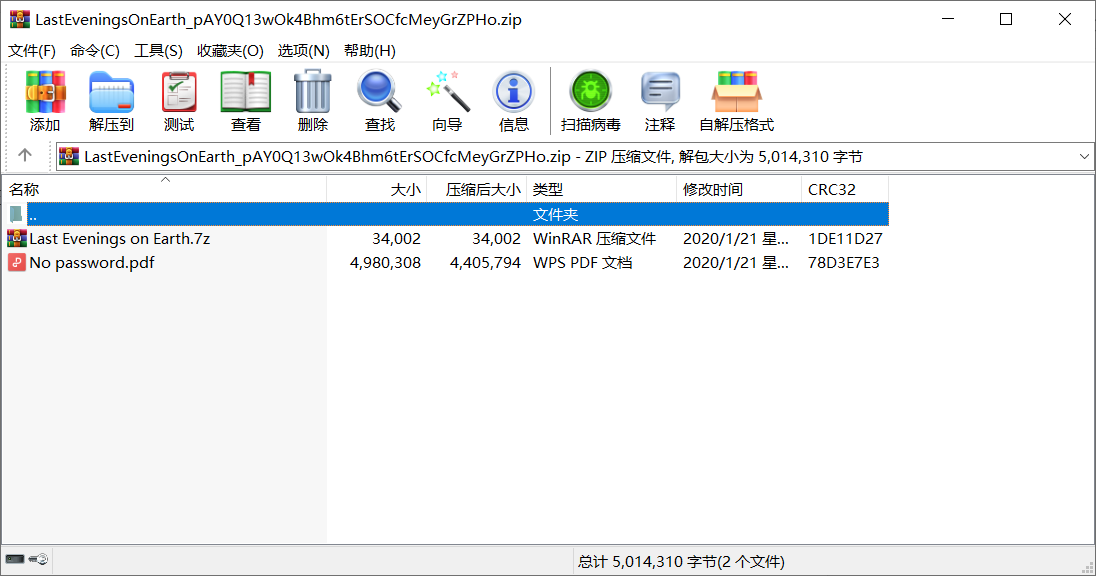 LastEveningsOnEarth_pAY0Q13wOk4Bhm6tErSOCfcMeyGrZPHo.zip
文件(F) 命令(C) 工具(S) 收藏夹(O) 选项(N) 帮助(H)
添加 解压到 测试 查看 删除 查找 向导 信息 扫描病毒 注释 自解压格式
LastEveningsOnEarth_pAY0Q13wOk4Bhm6tErSOCfcMeyGrZPHo.zip - ZIP 压缩文件, 解包大小为 5,014,310 字节
名称 大小 压缩后大小 类型 修改时间 CRC32
.. 文件夹
Last Evenings on Earth.7z 34,002 34,002 WinRAR 压缩文件 2020/1/21 星... 1DE11D27
No password.pdf 4,980,308 4,405,794 WPS PDF 文档 2020/1/21 星... 78D3E7E3
总计 5,014,310 字节(2 个文件)